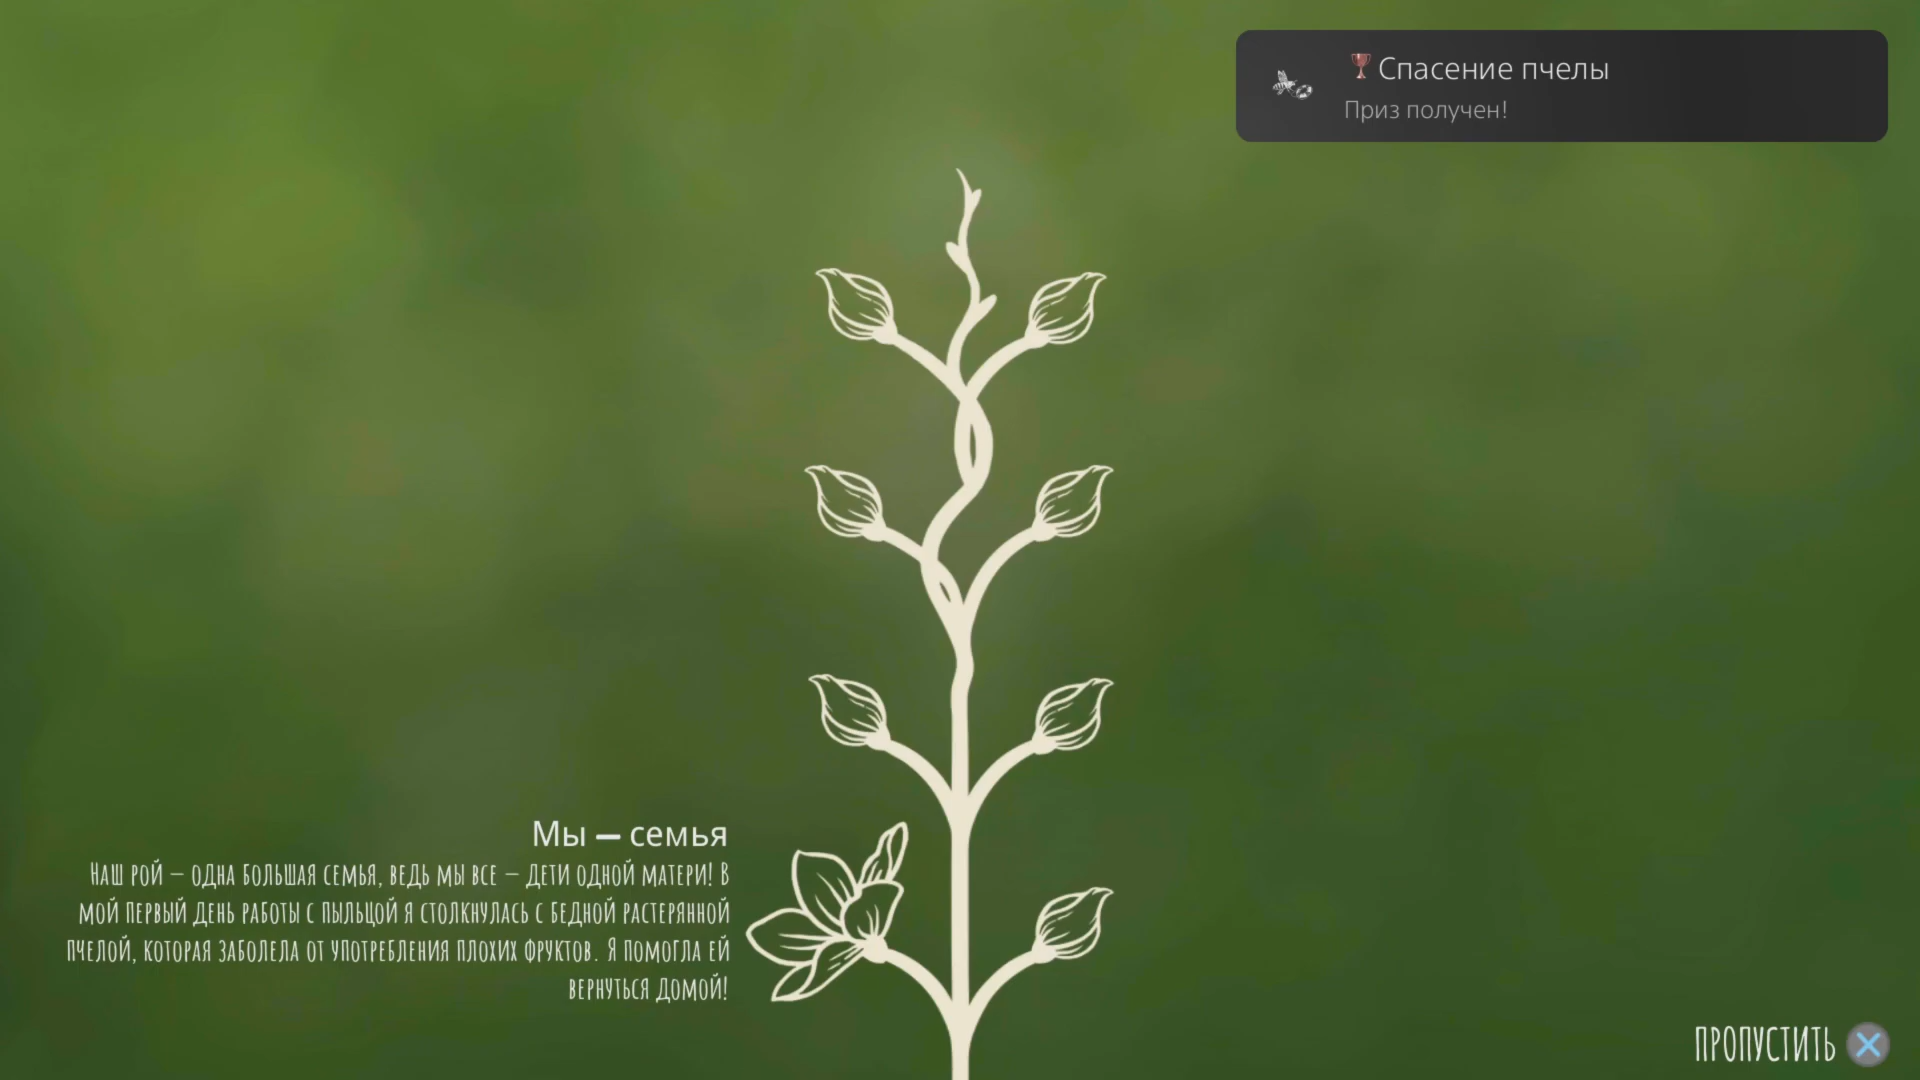 Спасение пчелы
Приз получен!
Мы — семья
Наш рой — одна большая семья, ведь мы все — дети одной матери! В
мой первый день работы с пыльцой я столкнулась с бедной растерянной
пчелой, которая заболела от употребления плохих фруктов. Я помогла ей
вернуться домой!
ПРОПУСТИТЬ